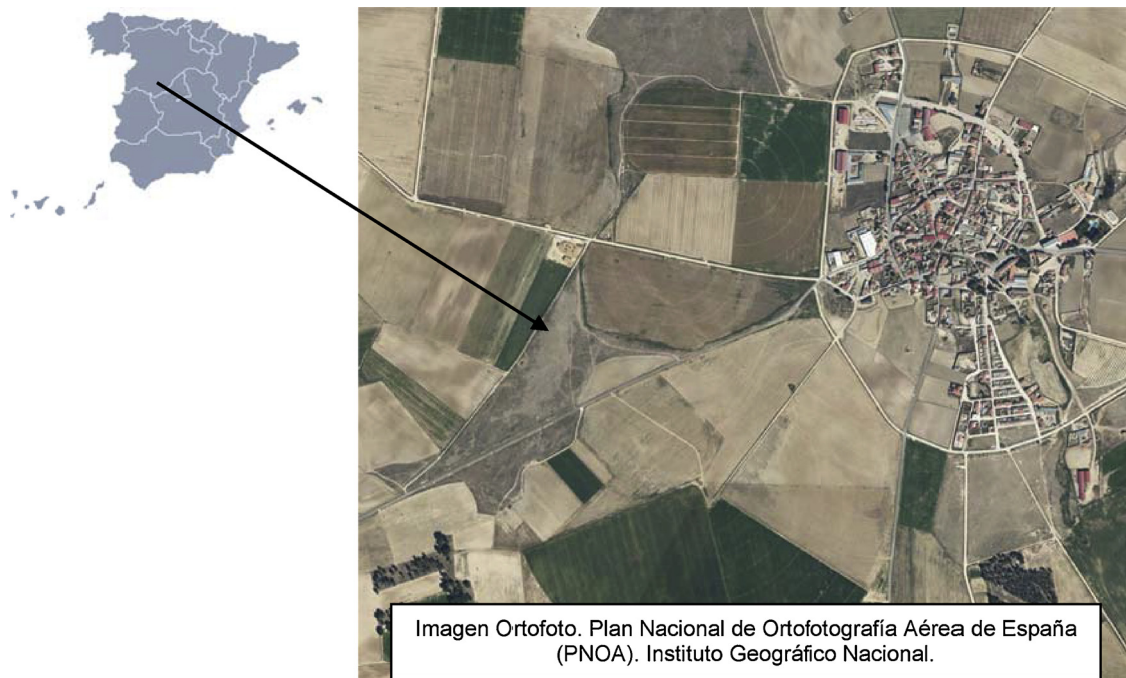 Imagen Ortofoto. Plan Nacional de Ortofotografía Aérea de España
(PNOA). Instituto Geográfico Nacional.